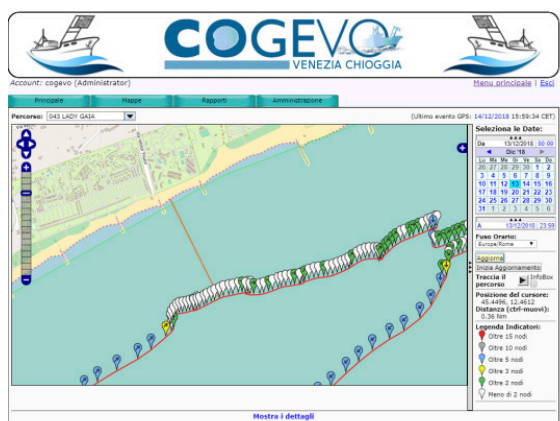 COGEVO
VENEZIA CHIOGGIA
Account: cogevo (Administrator)
Menu principale | Esci
Principale
Mappe
Rapporti
Amministrazione
Percorso: 043 LADY GAIA
(Ultimo evento GPS: 14/12/2018 15:59:34 CET)
Seleziona le Date:
Da 13/12/2018 00:00
Dic '18
Lu Ma Me Gi Ve Sa Do
26 27 28 29 30 1 2
3 4 5 6 7 8 9
10 11 12 13 14 15 16
17 18 19 20 21 22 23
24 25 26 27 28 29 30
31 1 2 3 4 5 6
A 13/12/2018 23:59
Fuso Orario:
Europe/Rome
Aggiorna
Inizia Aggiornamento
Traccia il percorso
InfoBox
Posizione del cursore:
45.4496, 12.4612
Distanza (ctrl-muovi):
0.36 Nm
Legenda Indicatori:
Oltre 15 nodi
Oltre 10 nodi
Oltre 5 nodi
Oltre 3 nodi
Oltre 2 nodi
Meno di 2 nodi
Mostra i dettagli